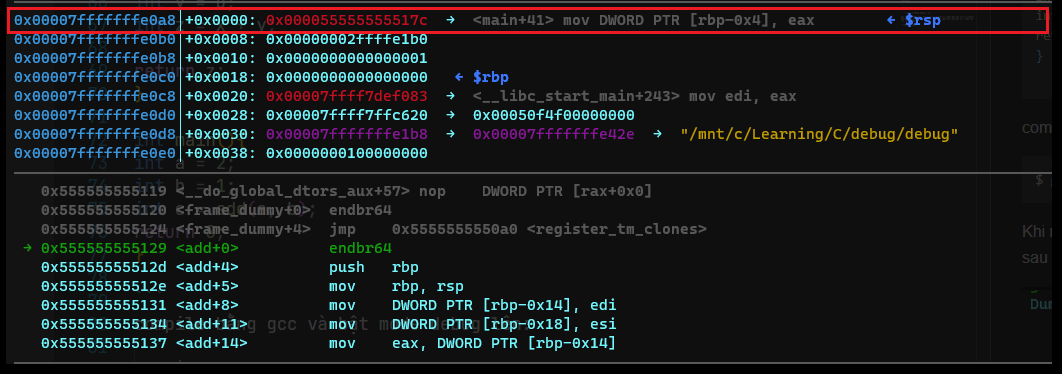 0x00007fffffffe0a8│+0x0000: 0x000055555555517c → <main+41> mov DWORD PTR [rbp-0x4], eax ← $rsp
0x00007fffffffe0b0│+0x0008: 0x00000002ffffe1b0
0x00007fffffffe0b8│+0x0010: 0x0000000000000001
0x00007fffffffe0c0│+0x0018: 0x0000000000000000 ← $rbp
0x00007fffffffe0c8│+0x0020: 0x00007ffff7def083 → <__libc_start_main+243> mov edi, eax
0x00007fffffffe0d0│+0x0028: 0x00007ffff7ffc620 → 0x00050f4f00000000
0x00007fffffffe0d8│+0x0030: 0x00007fffffffe1b8 → 0x00007fffffffe42e → "/mnt/c/Learning/C/debug/debug"
0x00007fffffffe0e0│+0x0038: 0x0000000100000000
0x555555555119 <__do_global_dtors_aux+57> nop DWORD PTR [rax+0x0]
0x555555555120 <frame_dummy+0> endbr64
0x555555555124 <frame_dummy+4> jmp 0x5555555550a0 <register_tm_clones>
→ 0x555555555129 <add+0> endbr64
0x55555555512d <add+4> push rbp
0x55555555512e <add+5> mov rbp, rsp
0x555555555131 <add+8> mov DWORD PTR [rbp-0x14], edi
0x555555555134 <add+11> mov DWORD PTR [rbp-0x18], esi
0x555555555137 <add+14> mov eax, DWORD PTR [rbp-0x14]
com
$
Khi
sau
Dur